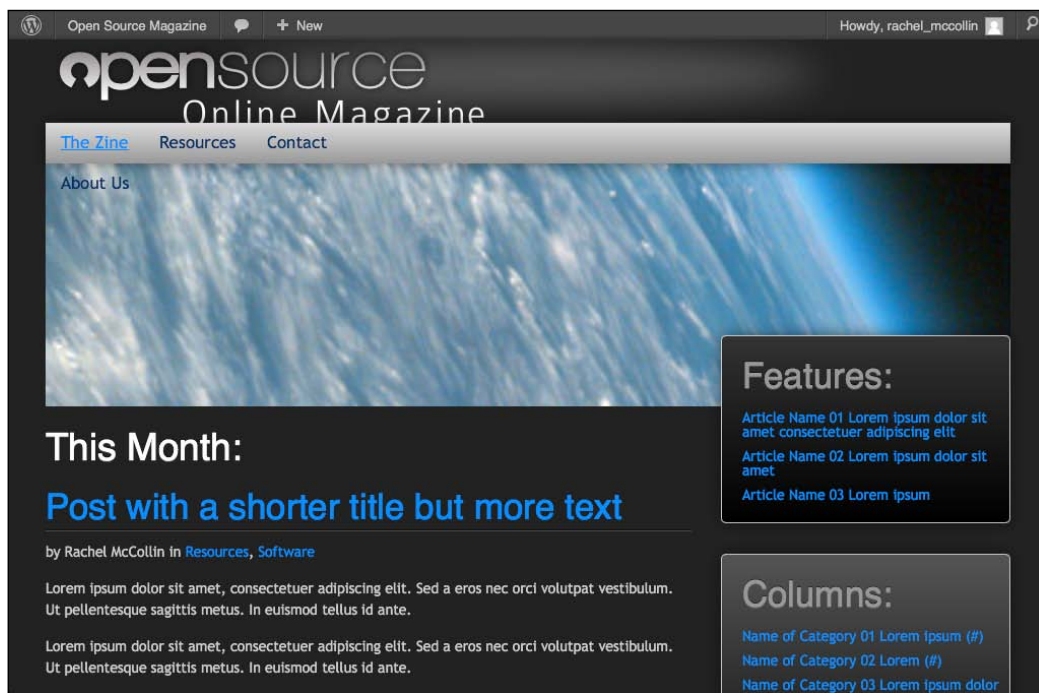 Open Source Magazine
+ New
Howdy, rachel_mccollin
opensource
Online Magazine
The Zine
Resources
Contact
About Us
This Month:
Post with a shorter title but more text
by Rachel McCollin in Resources, Software
Lorem ipsum dolor sit amet, consectetuer adipiscing elit. Sed a eros nec orci volutpat vestibulum.
Ut pellentesque sagittis metus. In euismod tellus id ante.
Lorem ipsum dolor sit amet, consectetuer adipiscing elit. Sed a eros nec orci volutpat vestibulum.
Ut pellentesque sagittis metus. In euismod tellus id ante.
Features:
Article Name 01 Lorem ipsum dolor sit
amet consectetuer adipiscing elit
Article Name 02 Lorem ipsum dolor sit
amet
Article Name 03 Lorem ipsum
Columns:
Name of Category 01 Lorem ipsum (#)
Name of Category 02 Lorem (#)
Name of Category 03 Lorem ipsum dolor